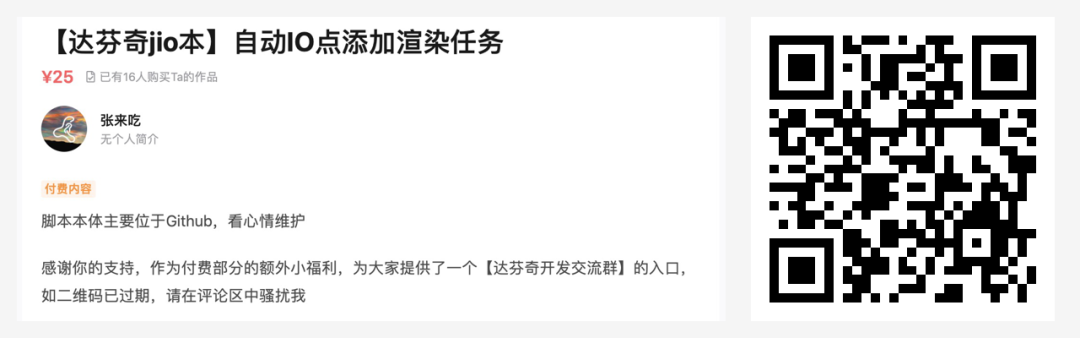 【达芬奇jio本】自动IO点添加渲染任务
¥25 已有16人购买Ta的作品
张来吃
无个人简介
付费内容
脚本本体主要位于Github，看心情维护
感谢你的支持，作为付费部分的额外小福利，为大家提供了一个【达芬奇开发交流群】的入口，
如二维码已过期，请在评论区中骚扰我